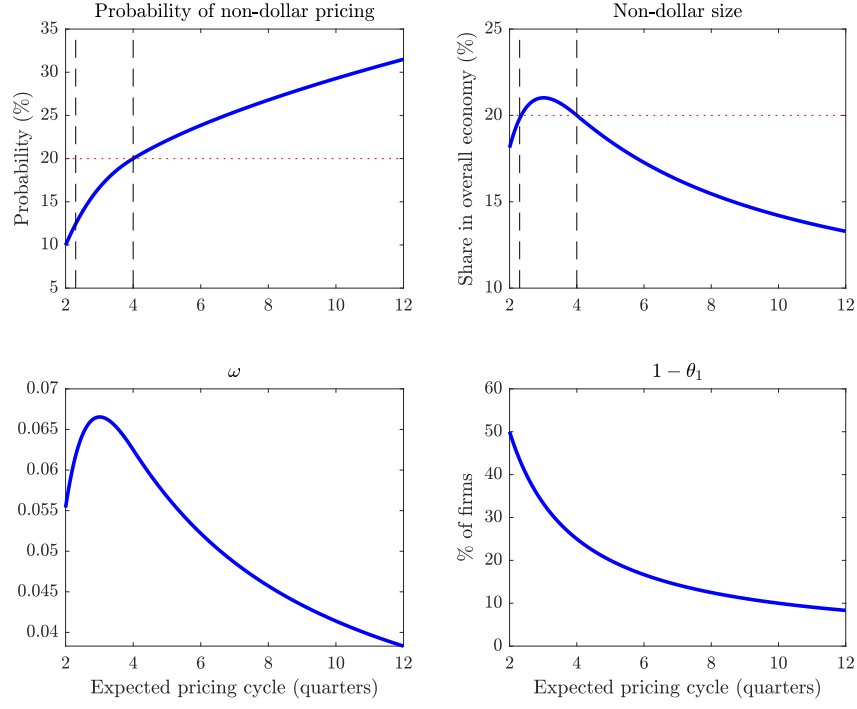 Probability of non-dollar pricing
Probability (%)
35
30
25
20
15
10
5
2 4 6 8 10 12
Non-dollar size
Share in overall economy (%)
25
20
15
10
2 4 6 8 10 12
ω
0.07
0.065
0.06
0.055
0.05
0.045
0.04
2 4 6 8 10 12
Expected pricing cycle (quarters)
1 − θ₁
% of firms
60
50
40
30
20
10
0
2 4 6 8 10 12
Expected pricing cycle (quarters)